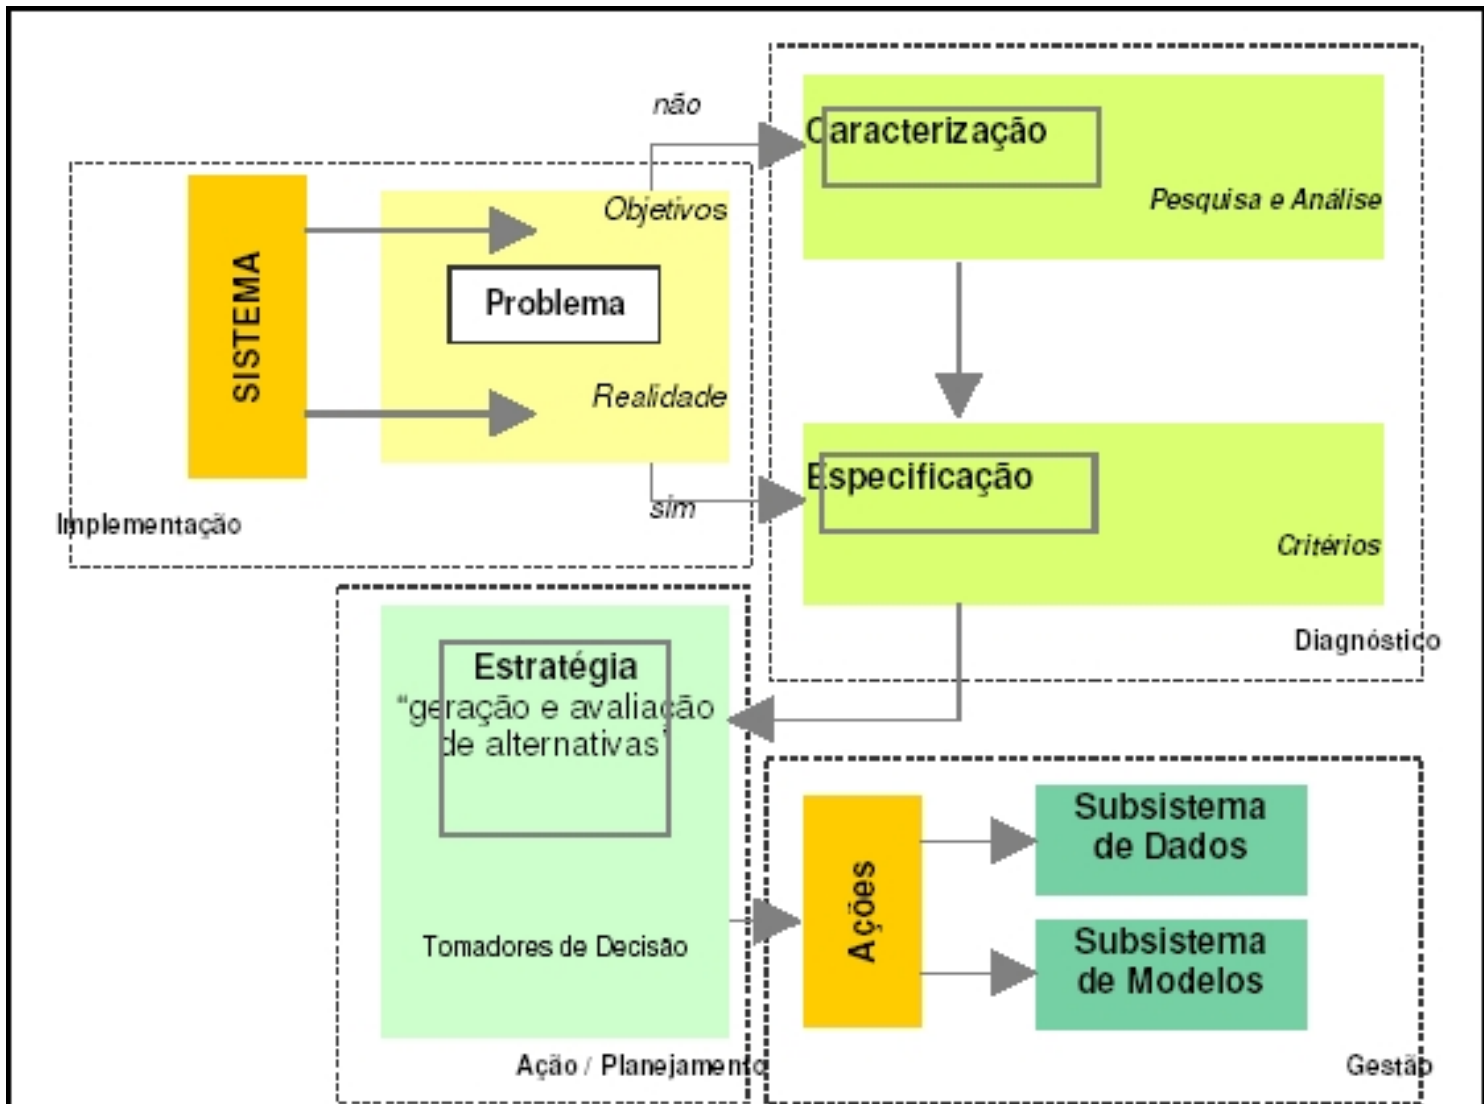 não
Caracterização
Pesquisa e Análise
SISTEMA
Objetivos
Problema
Realidade
sim
Implementação
Especificação
Critérios
Diagnóstico
Estratégia
“geração e avaliação
de alternativas”
Tomadores de Decisão
Ação / Planejamento
Ações
Subsistema
de Dados
Subsistema
de Modelos
Gestão